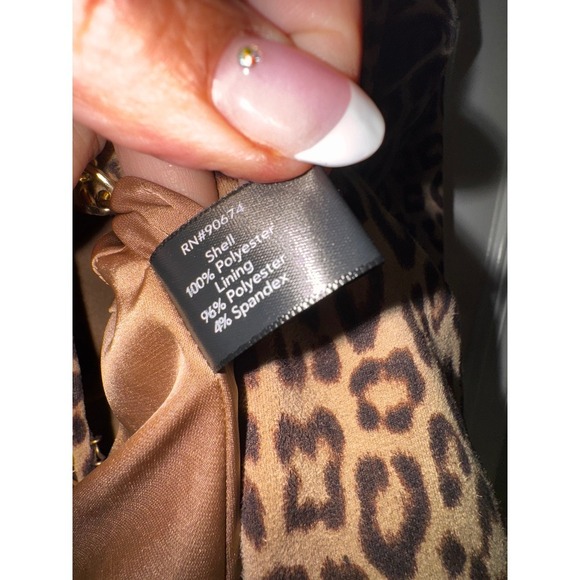 RN#90674
Shell
100% Polyester
Lining
96% Polyester
4% Spandex